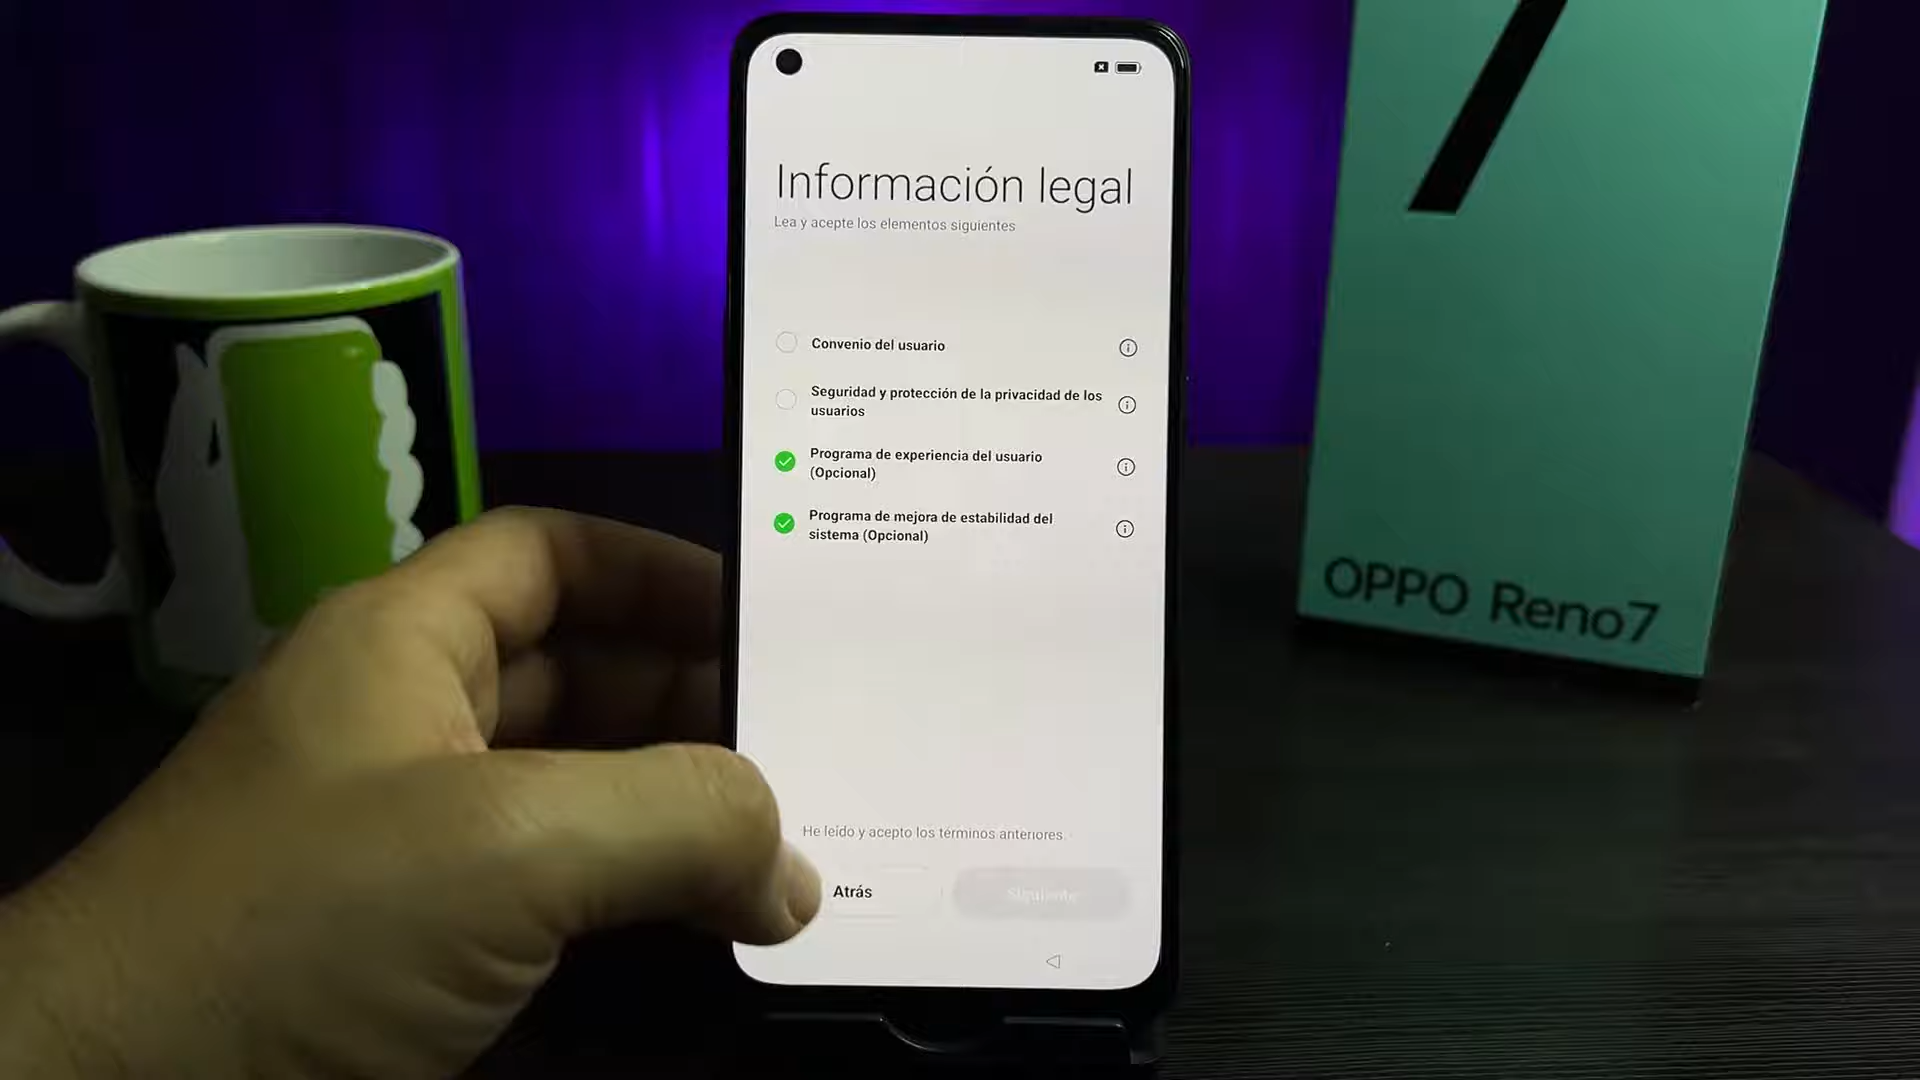 Información legal
Lea y acepte los elementos siguientes
Convenio del usuario
Seguridad y protección de la privacidad de los
usuarios
Programa de experiencia del usuario
(Opcional)
Programa de mejora de estabilidad del
sistema (Opcional)
He leído y acepto los términos anteriores.
Atrás
Siguiente
7
OPPO Reno7